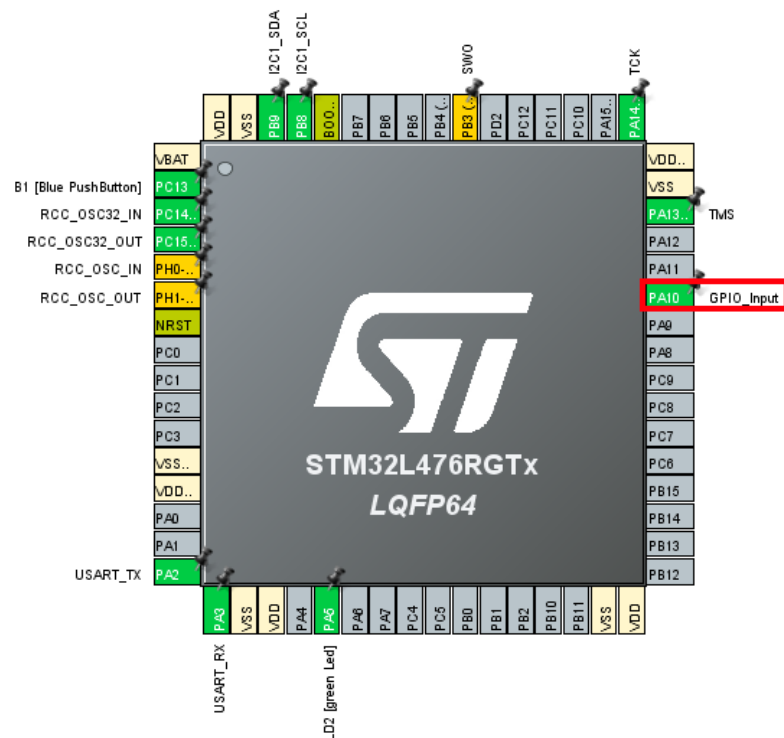 I2C1_SDA
I2C1_SCL
SWO
TCK
VDD
VSS
PB9
PB8
BOO..
PB7
PB6
PB5
PB4 (..
PB3 (..
PD2
PC12
PC11
PC10
PA15..
PA14..
B1 [Blue PushButton]
RCC_OSC32_IN
RCC_OSC32_OUT
RCC_OSC_IN
RCC_OSC_OUT
USART_TX
VBAT
PC13
PC14..
PC15..
PH0-..
PH1-..
NRST
PC0
PC1
PC2
PC3
VSS..
VDD..
PA0
PA1
PA2
STM32L476RGTx
LQFP64
VDD..
VSS
PA13..
PA12
PA11
PA10
PA9
PA8
PC9
PC8
PC7
PC6
PB15
PB14
PB13
PB12
TMS
GPIO_Input
PA3
VSS
VDD
PA4
PA5
PA6
PA7
PC4
PC5
PB0
PB1
PB2
PB10
PB11
VSS
VDD
USART_RX
LD2 [green Led]